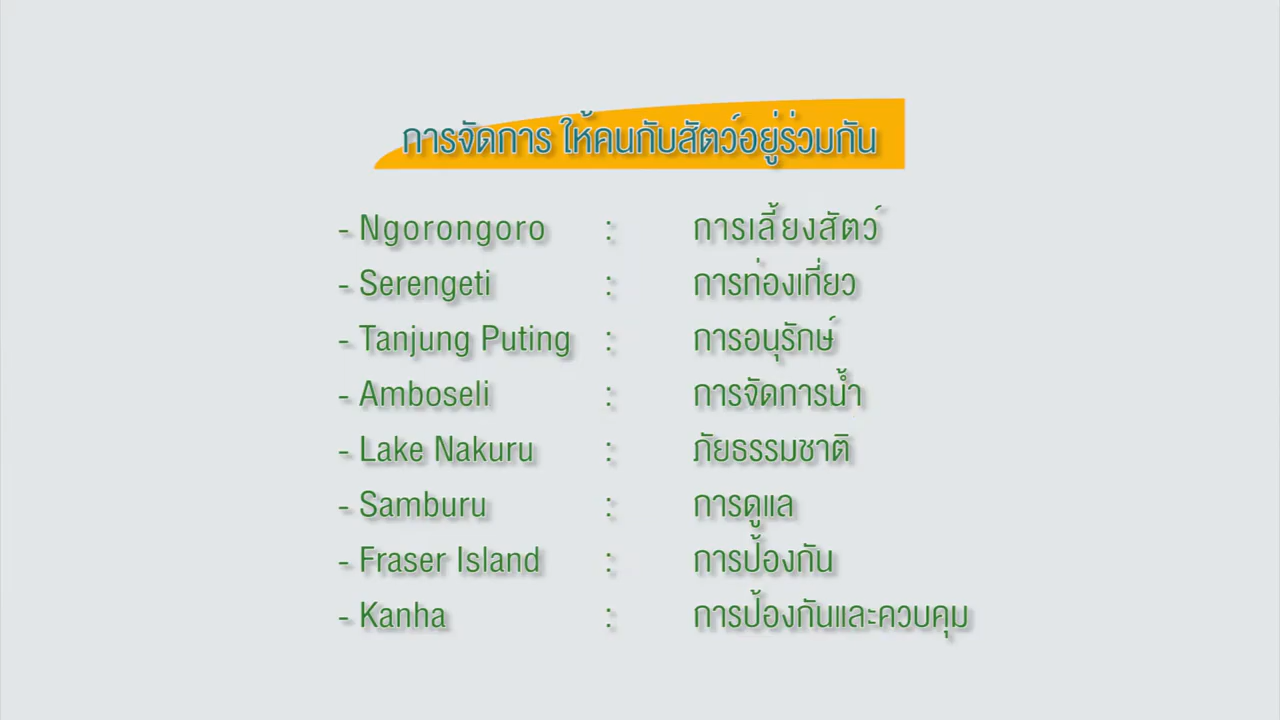 การจัดการ ให้คนกับสัตว์อยู่ร่วมกัน
- Ngorongoro : การเลี้ยงสัตว์
- Serengeti : การท่องเที่ยว
- Tanjung Puting : การอนุรักษ์
- Amboseli : การจัดการน้ำ
- Lake Nakuru : ภัยธรรมชาติ
- Samburu : การดูแล
- Fraser Island : การป้องกัน
- Kanha : การป้องกันและควบคุม